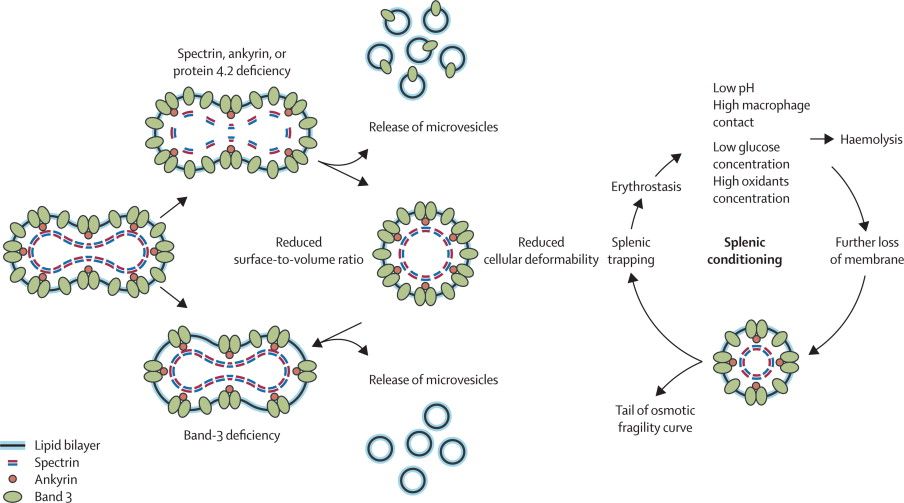 Spectrin, ankyrin, or
protein 4.2 deficiency
Release of microvesicles
Reduced
surface-to-volume ratio
Reduced
cellular deformability
Band-3 deficiency
Release of microvesicles
Lipid bilayer
Spectrin
Ankyrin
Band 3
Splenic
trapping
Erythrostasis
Low pH
High macrophage
contact
Low glucose
concentration
High oxidants
concentration
Haemolysis
Splenic
conditioning
Further loss
of membrane
Tail of osmotic
fragility curve